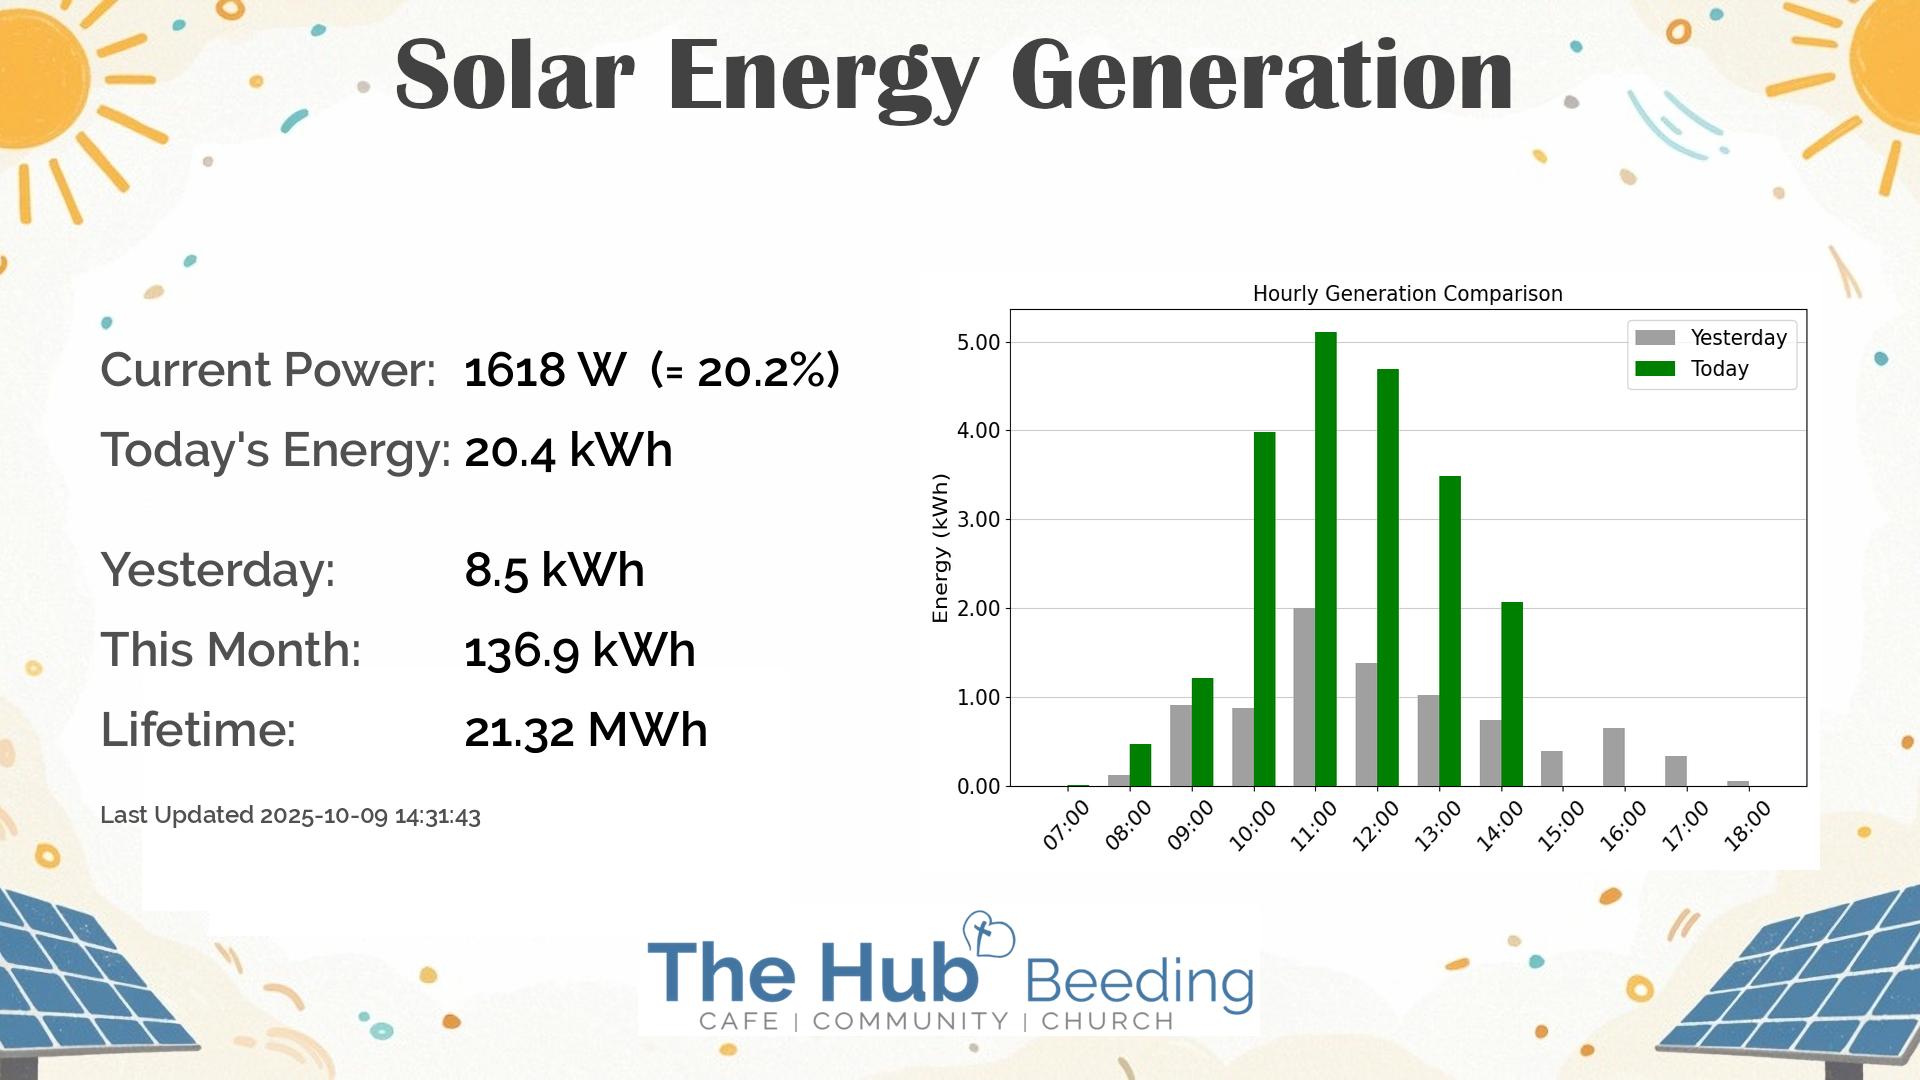 Solar Energy Generation
Current Power: 1618 W (= 20.2%)
Today's Energy: 20.4 kWh
Yesterday: 8.5 kWh
This Month: 136.9 kWh
Lifetime: 21.32 MWh
Last Updated 2025-10-09 14:31:43
Hourly Generation Comparison
Yesterday
Today
Energy (kWh)
5.00
4.00
3.00
2.00
1.00
0.00
07:00 08:00 09:00 10:00 11:00 12:00 13:00 14:00 15:00 16:00 17:00 18:00
The Hub Beeding
CAFE | COMMUNITY | CHURCH